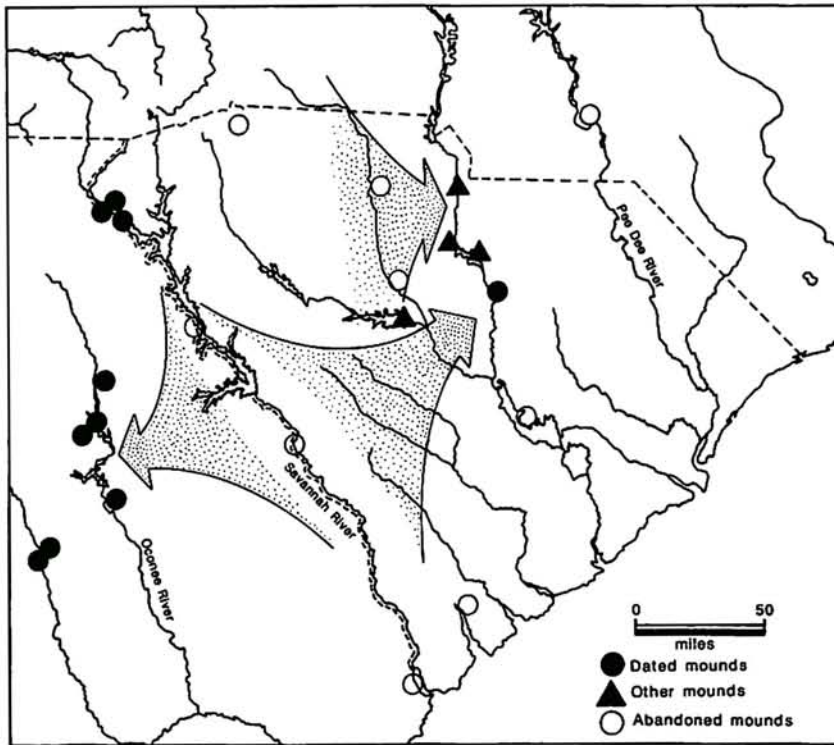 Pee Dee River
Savannah River
Oconee River
0 50
miles
Dated mounds
Other mounds
Abandoned mounds